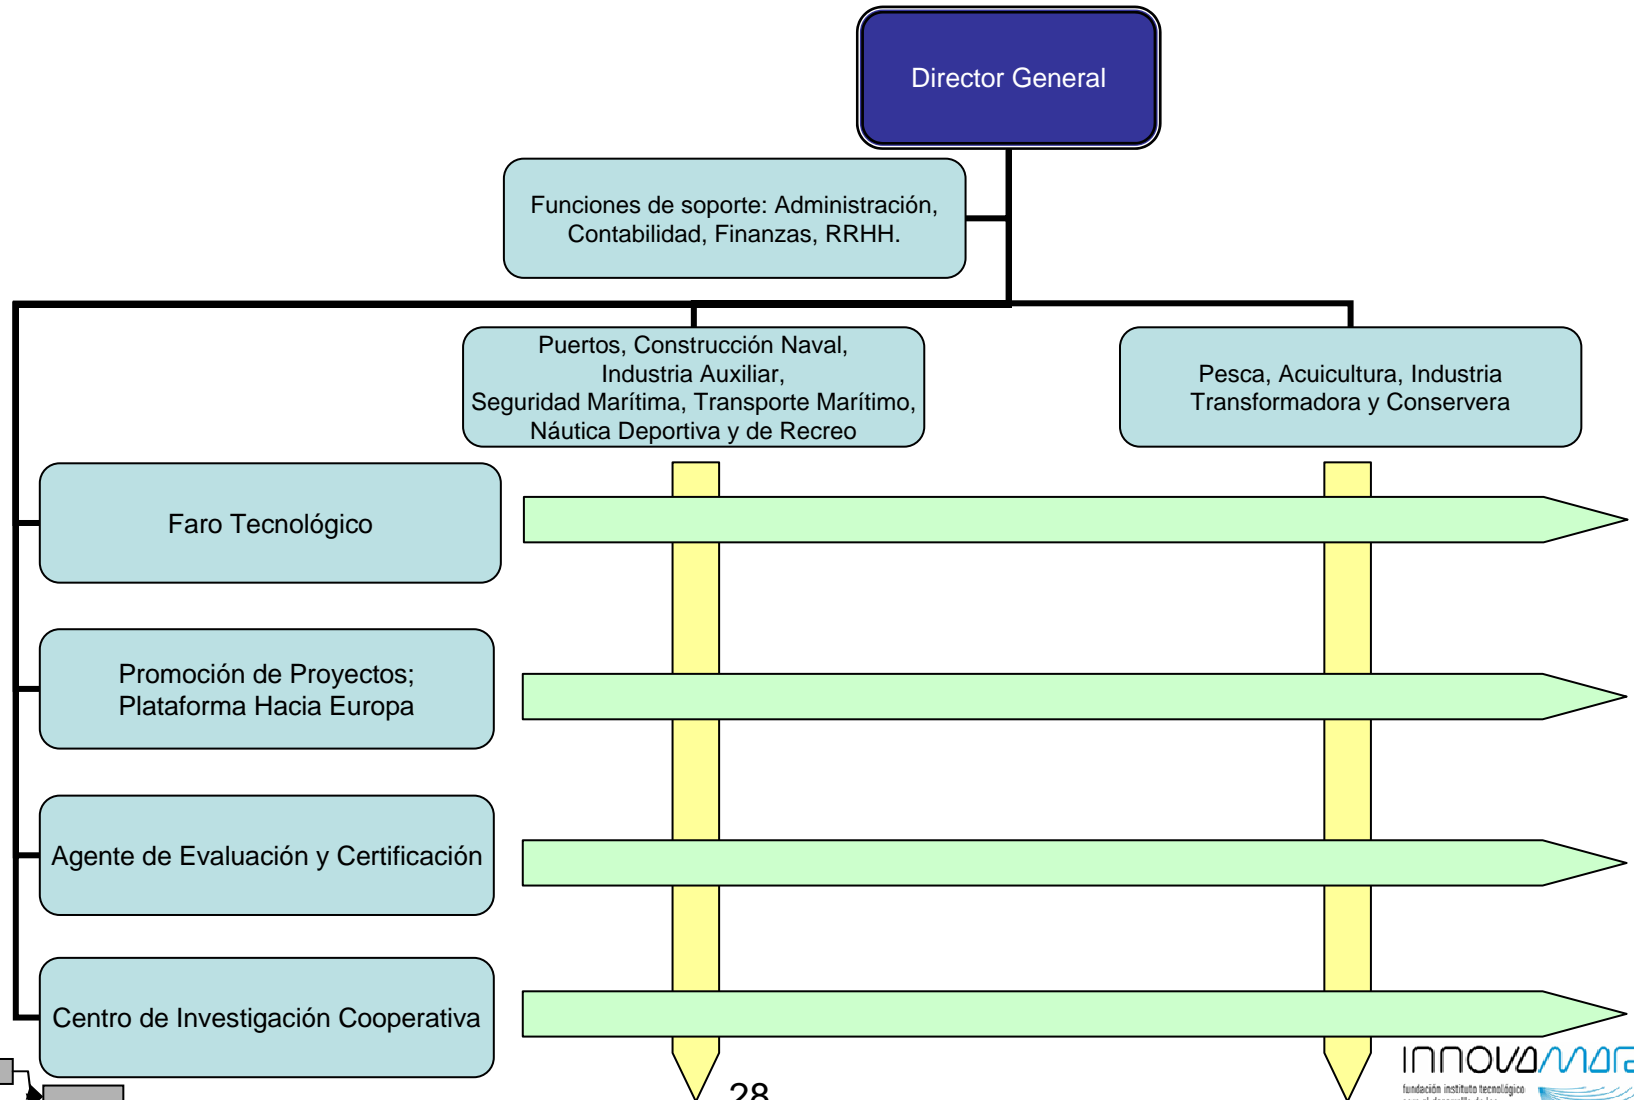 Director General
Funciones de soporte: Administración,
Contabilidad, Finanzas, RRHH.
Puertos, Construcción Naval,
Industria Auxiliar,
Seguridad Marítima, Transporte Marítimo,
Náutica Deportiva y de Recreo
Pesca, Acuicultura, Industria
Transformadora y Conservera
Faro Tecnológico
Promoción de Proyectos;
Plataforma Hacia Europa
Agente de Evaluación y Certificación
Centro de Investigación Cooperativa
28
innovamar
fundación instituto tecnológico